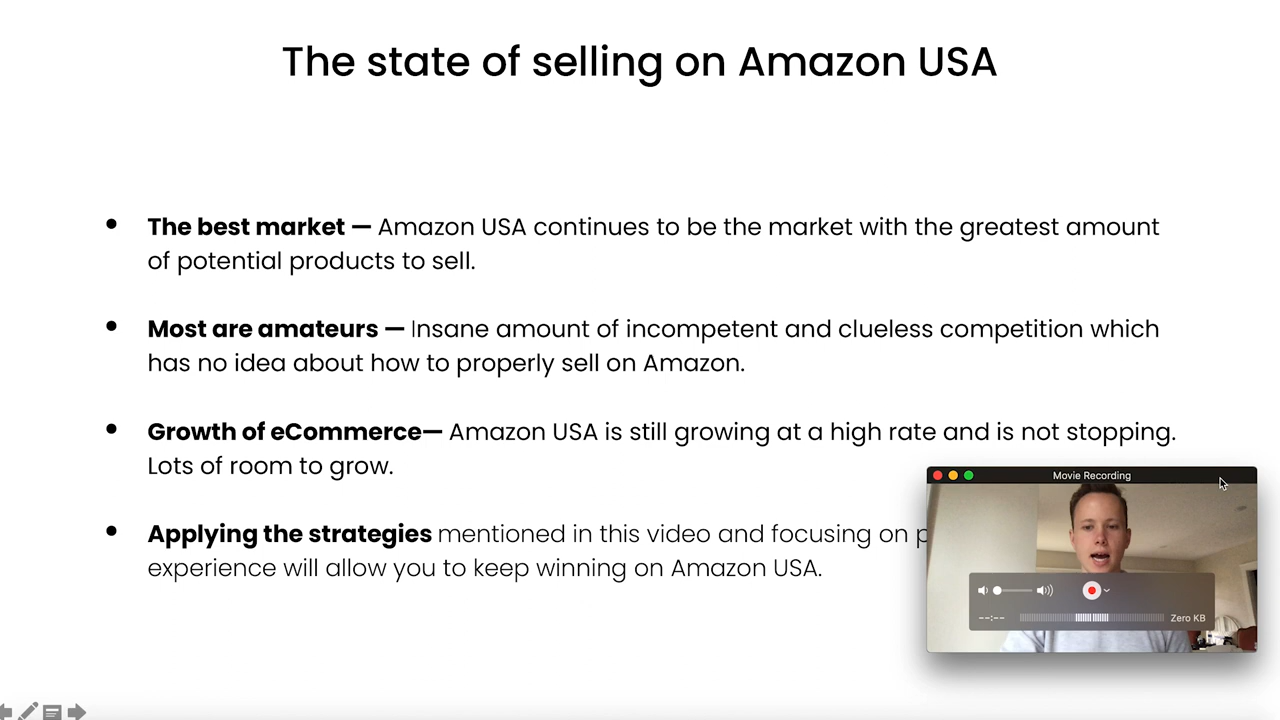 The state of selling on Amazon USA
• The best market — Amazon USA continues to be the market with the greatest amount
of potential products to sell.
• Most are amateurs — Insane amount of incompetent and clueless competition which
has no idea about how to properly sell on Amazon.
• Growth of eCommerce— Amazon USA is still growing at a high rate and is not stopping.
Lots of room to grow.
Movie Recording
• Applying the strategies mentioned in this video and focusing on
experience will allow you to keep winning on Amazon USA.
--:--
Zero KB